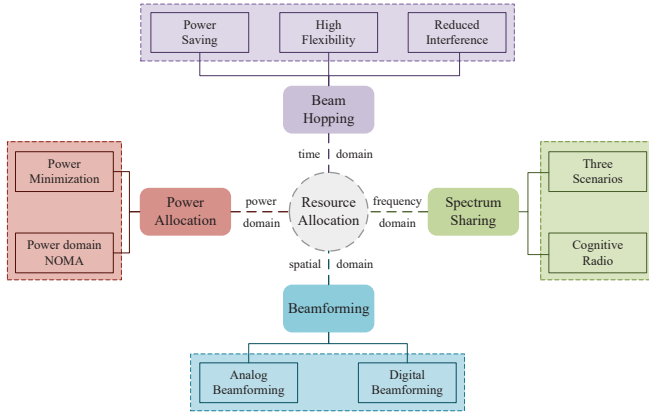 Power
Saving
High
Flexibility
Reduced
Interference
Beam
Hopping
time domain
Power
Minimization
Power domain
NOMA
Power
Allocation
power
domain
Resource
Allocation
frequency
domain
Spectrum
Sharing
Three
Scenarios
Cognitive
Radio
spatial domain
Beamforming
Analog
Beamforming
Digital
Beamforming